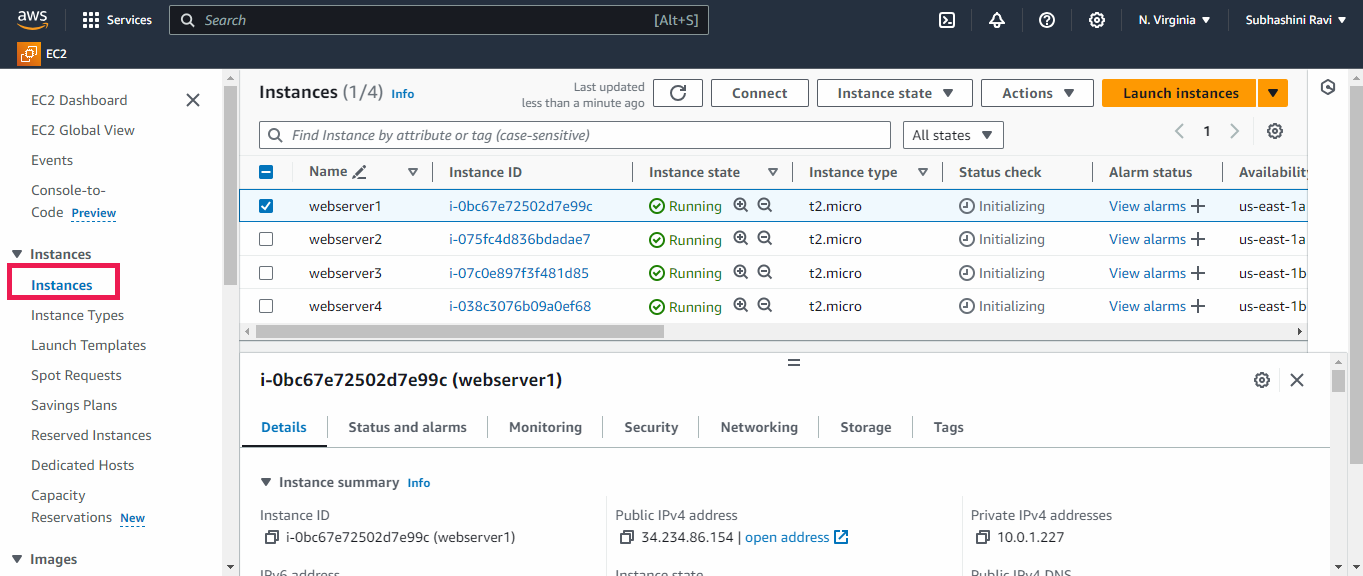 aws Services Search [Alt+S] N. Virginia Subhashini Ravi
EC2
EC2 Dashboard
EC2 Global View
Events
Console-to-
Code Preview
Instances
Instances
Instance Types
Launch Templates
Spot Requests
Savings Plans
Reserved Instances
Dedicated Hosts
Capacity
Reservations New
Images
Instances (1/4) Info
Last updated
less than a minute ago
Connect Instance state Actions Launch instances
Find Instance by attribute or tag (case-sensitive) All states 1
Name Instance ID Instance state Instance type Status check Alarm status Availability
webserver1 i-0bc67e72502d7e99c Running t2.micro Initializing View alarms us-east-1a
webserver2 i-075fc4d836bdadae7 Running t2.micro Initializing View alarms us-east-1a
webserver3 i-07c0e897f3f481d85 Running t2.micro Initializing View alarms us-east-1b
webserver4 i-038c3076b09a0ef68 Running t2.micro Initializing View alarms us-east-1b
i-0bc67e72502d7e99c (webserver1)
Details Status and alarms Monitoring Security Networking Storage Tags
Instance summary Info
Instance ID Public IPv4 address Private IPv4 addresses
i-0bc67e72502d7e99c (webserver1) 34.234.86.154 | open address 10.0.1.227
IPv6 address Instance state Public IPv4 DNS